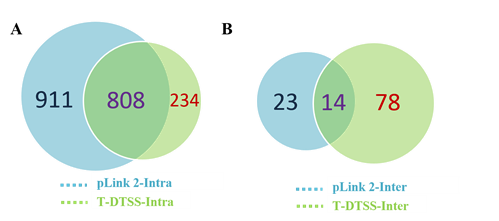 A B
911 808 234 23 14 78
pLink 2-Intra pLink 2-Inter
T-DTSS-Intra T-DTSS-Inter